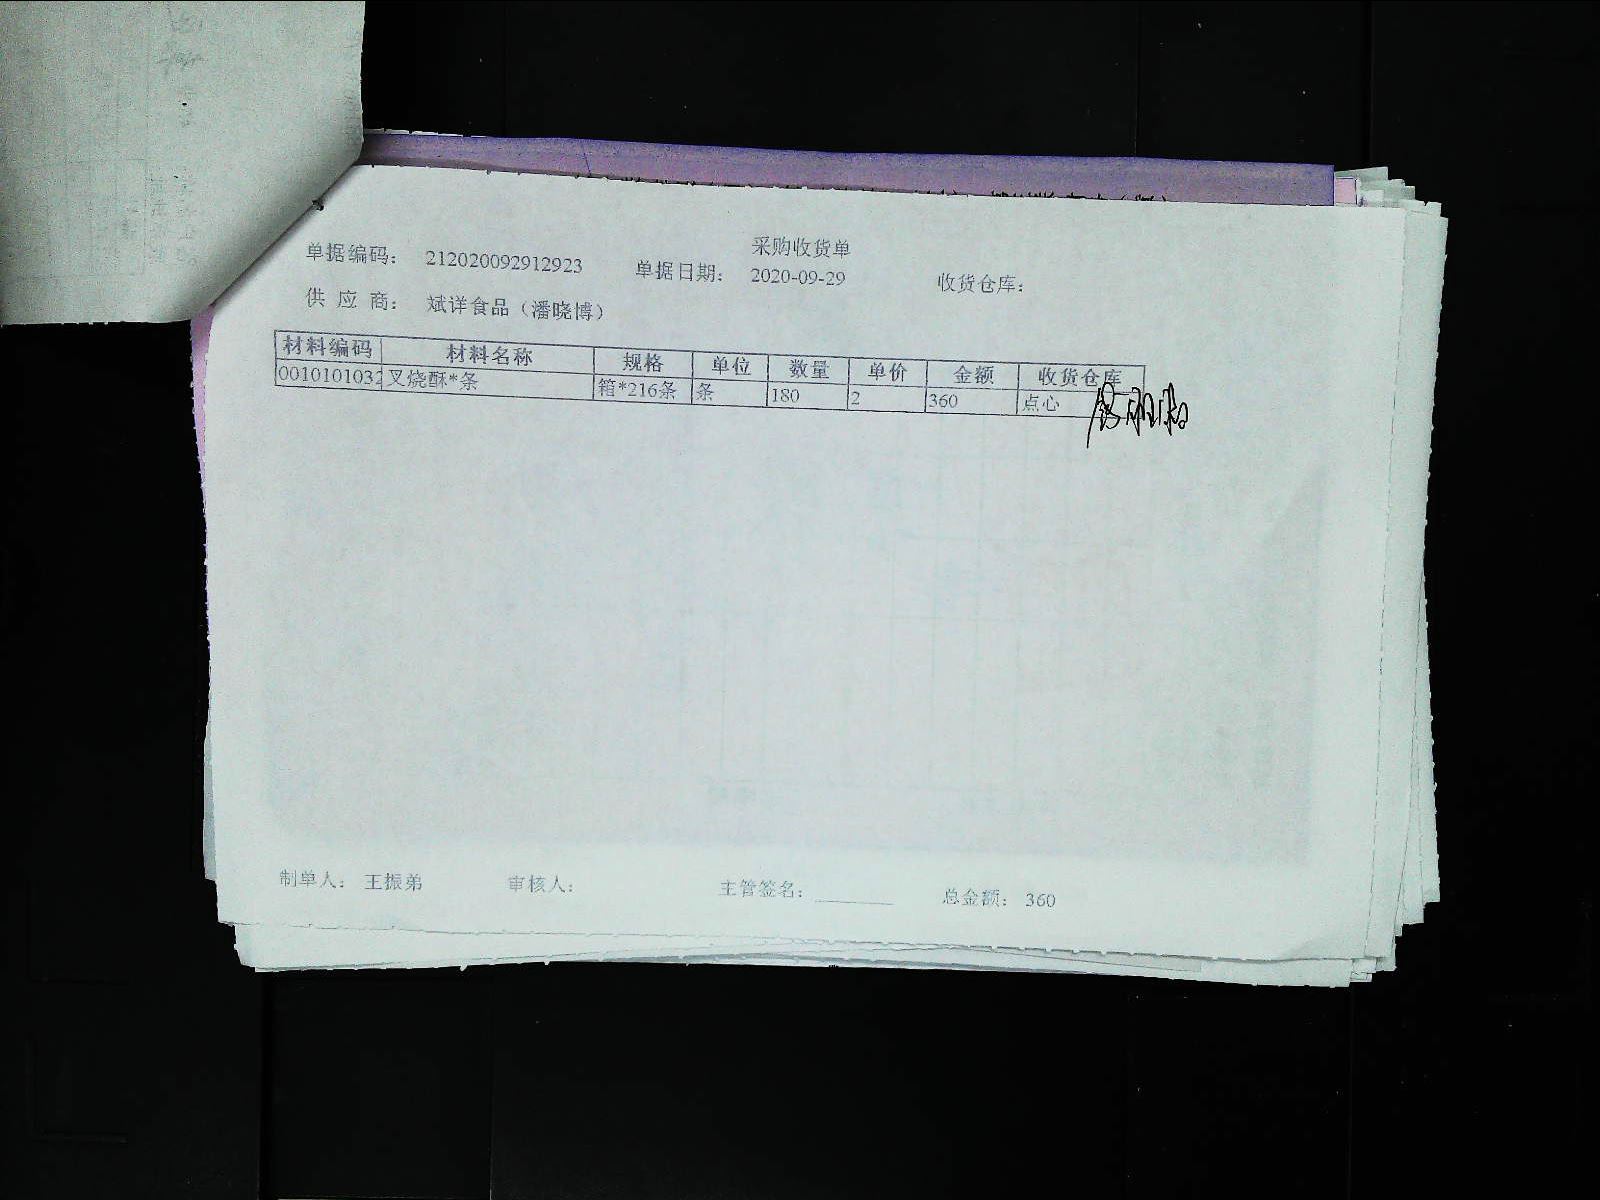 采购收货单
单据编码： 212020092912923 单据日期： 2020-09-29 收货仓库：
供 应 商： 斌详食品（潘晓博）
材料编码 材料名称 规格 单位 数量 单价 金额 收货仓库
0010101032 叉烧酥*条 箱*216条 条 180 2 360 点心
制单人： 王振弟 审核人： 主管签名：________ 总金额： 360